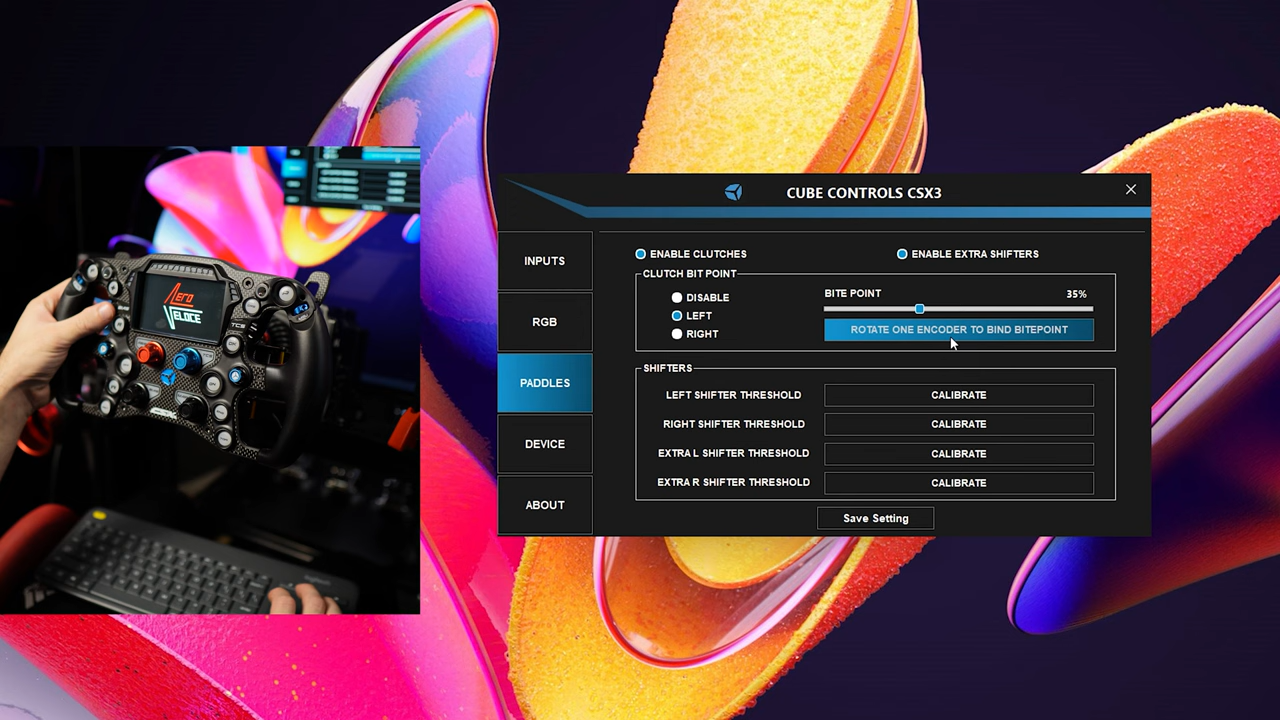 CUBE CONTROLS CSX3
INPUTS
RGB
PADDLES
DEVICE
ABOUT
ENABLE CLUTCHES
ENABLE EXTRA SHIFTERS
CLUTCH BIT POINT
DISABLE
LEFT
RIGHT
BITE POINT
35%
ROTATE ONE ENCODER TO BIND BITEPOINT
SHIFTERS
LEFT SHIFTER THRESHOLD
CALIBRATE
RIGHT SHIFTER THRESHOLD
CALIBRATE
EXTRA L SHIFTER THRESHOLD
CALIBRATE
EXTRA R SHIFTER THRESHOLD
CALIBRATE
Save Setting
AERO
VELOCE
TCS